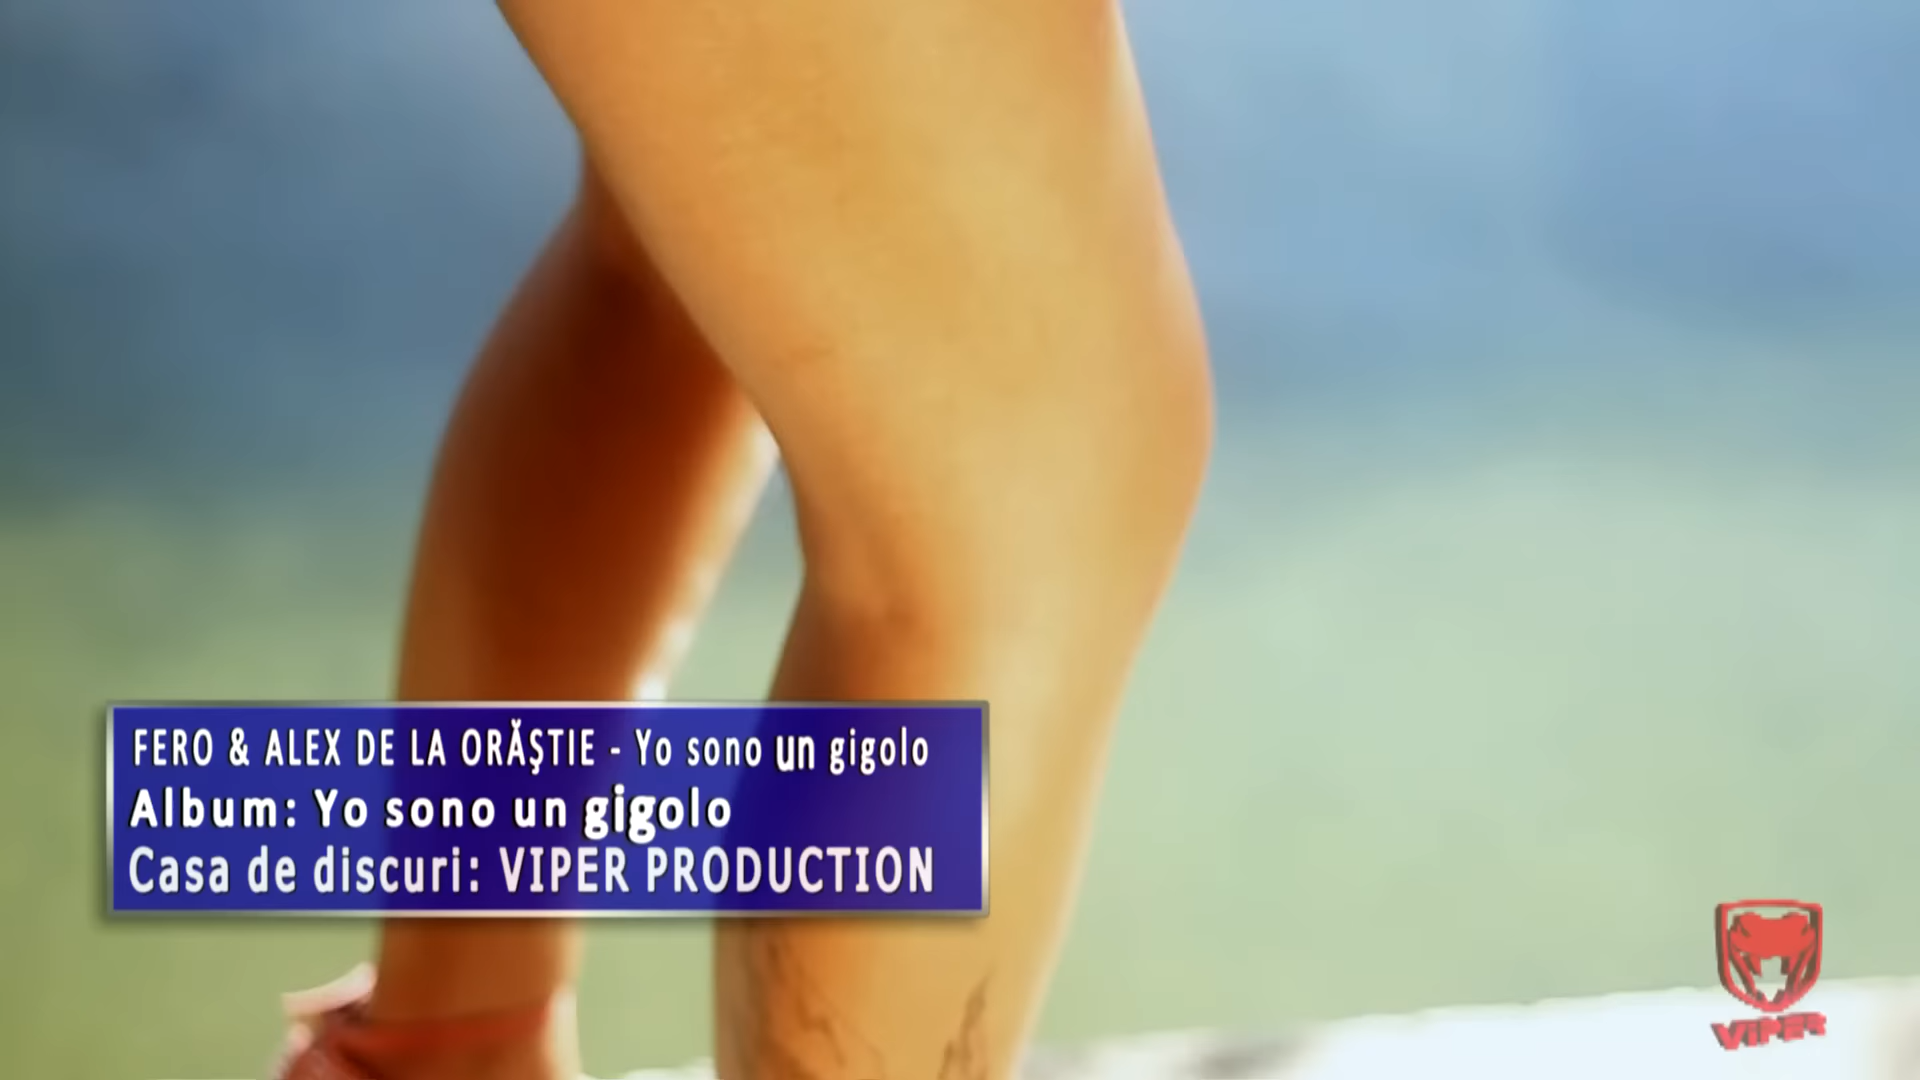 FERO & ALEX DE LA ORĂŞTIE - Yo sono un gigolo
Album: Yo sono un gigolo
Casa de discuri: VIPER PRODUCTION
VIPER